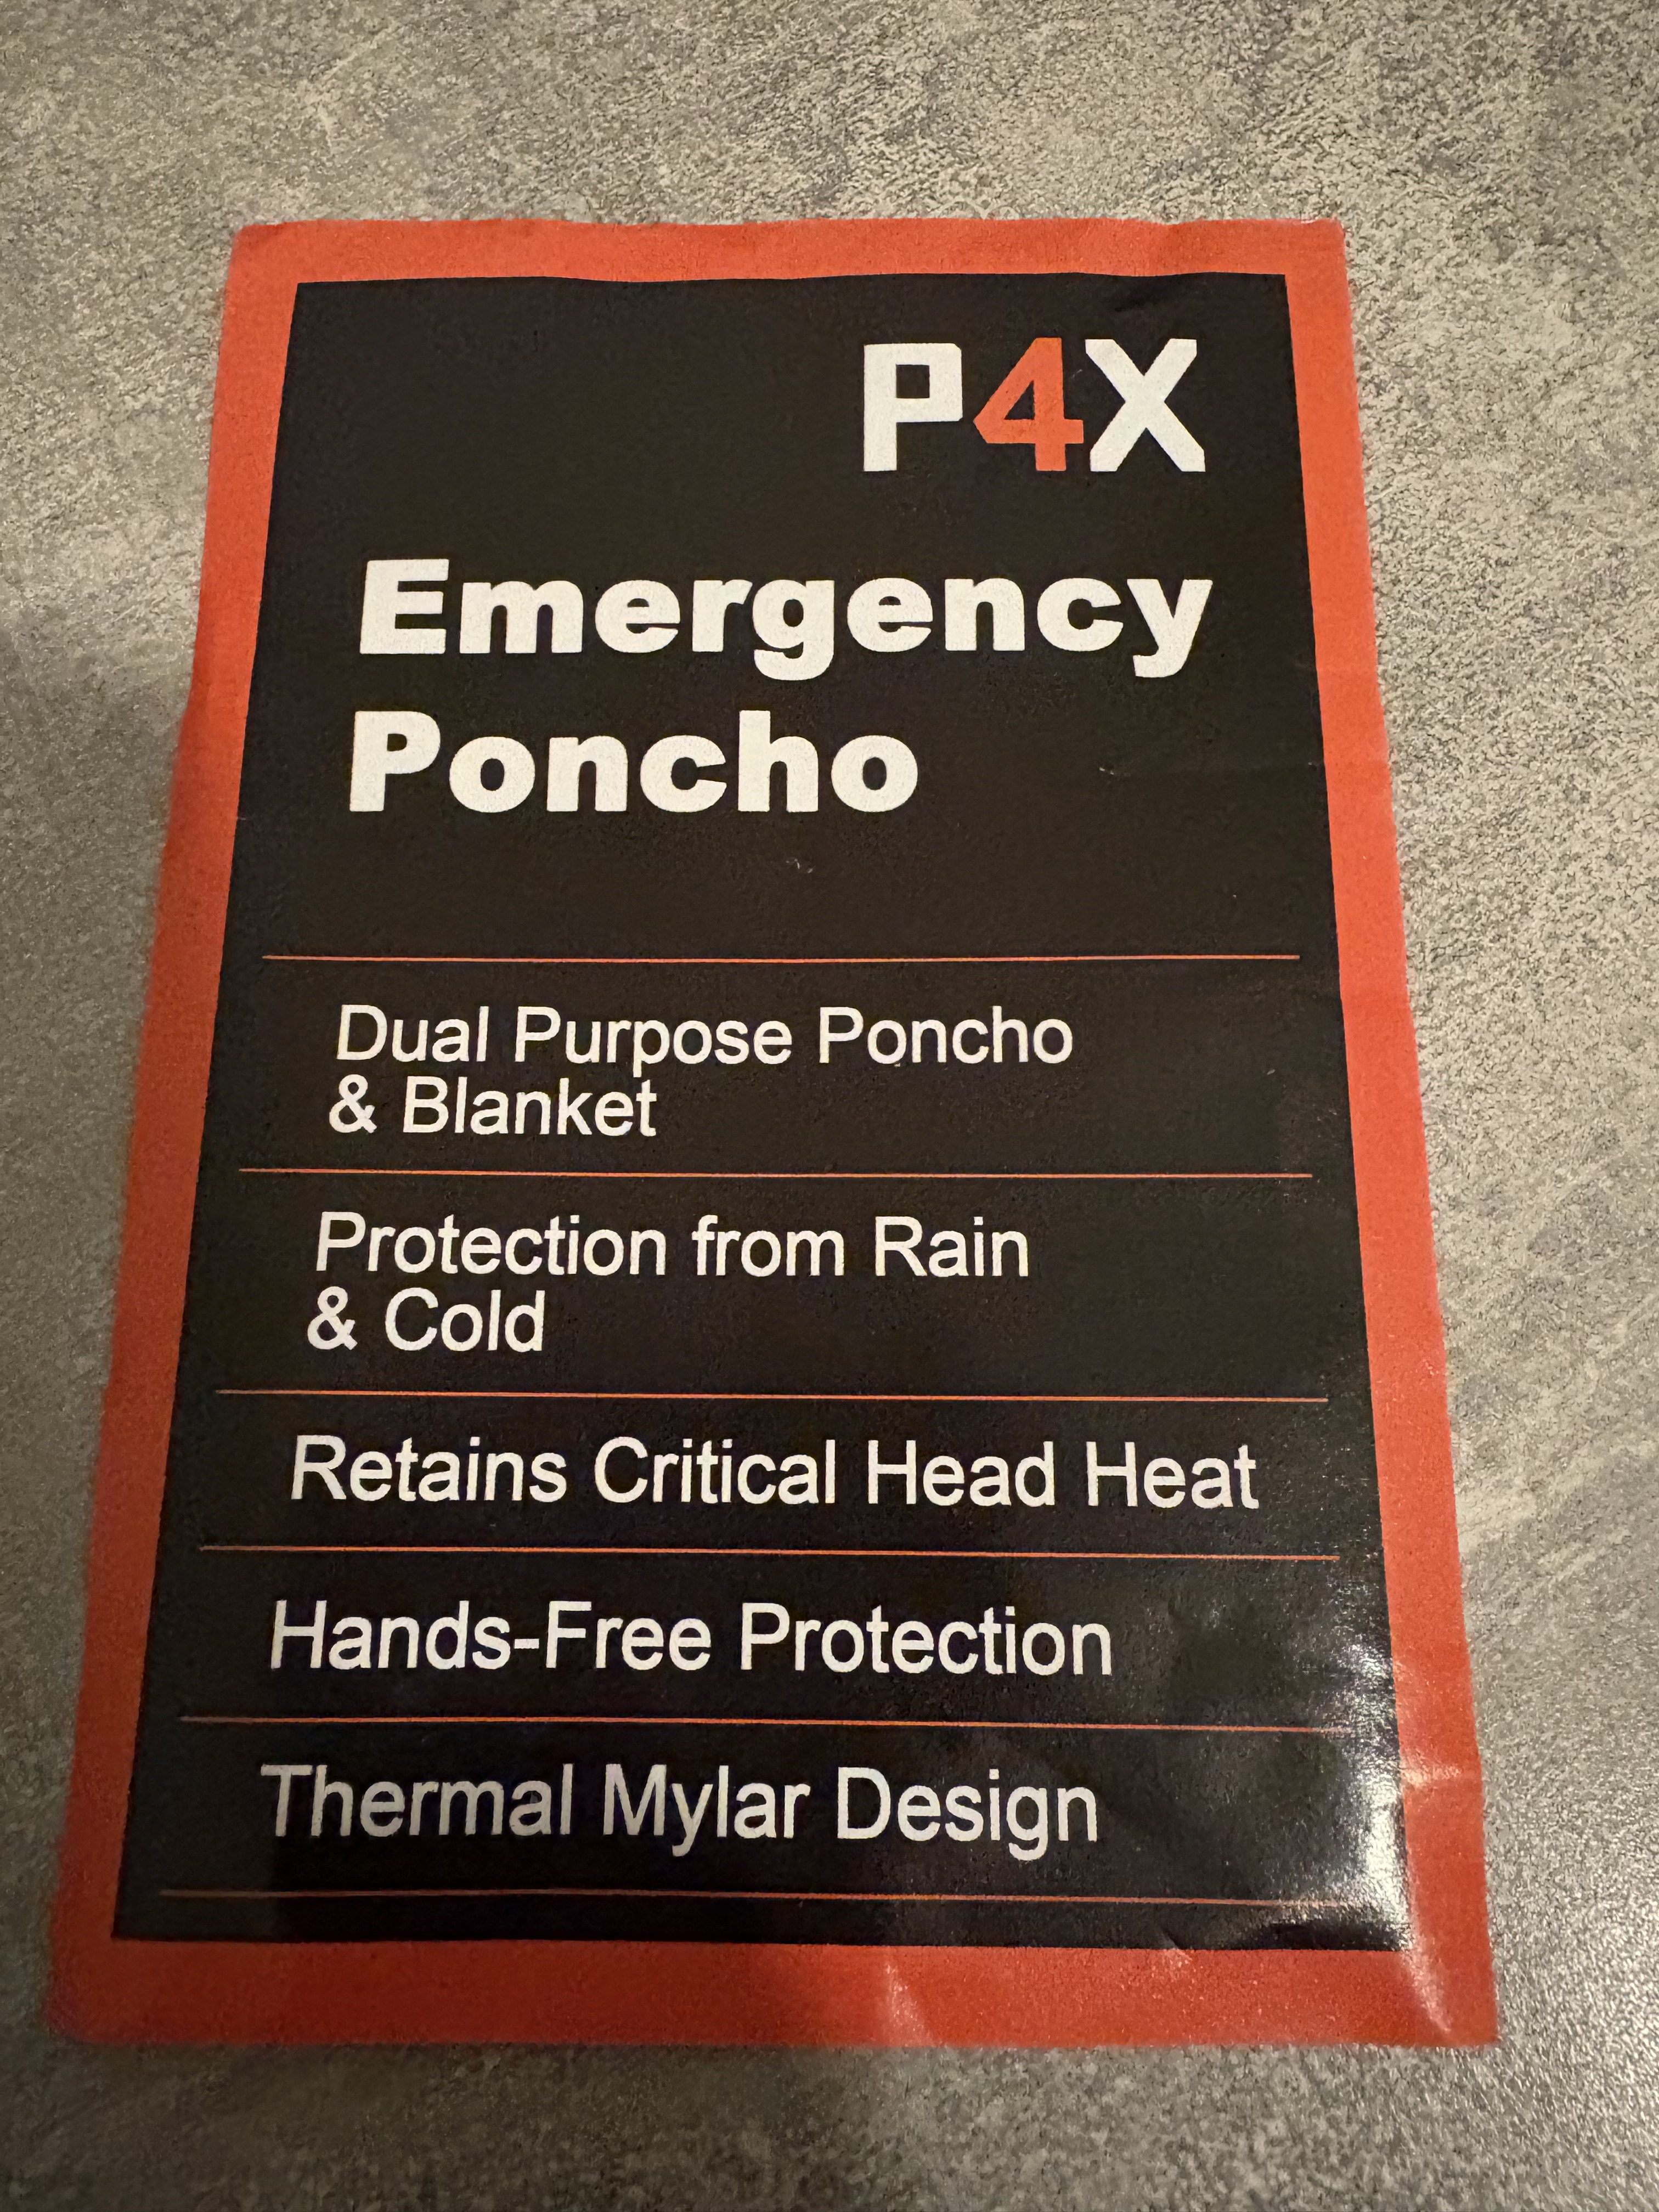 P4X
Emergency
Poncho
Dual Purpose Poncho
& Blanket
Protection from Rain
& Cold
Retains Critical Head Heat
Hands-Free Protection
Thermal Mylar Design